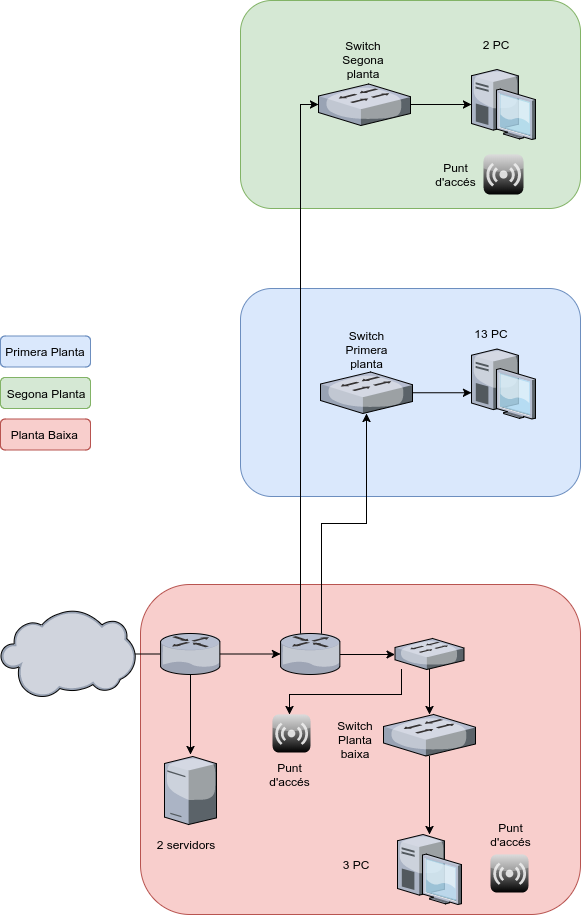 Switch
Segona
planta
2 PC
Punt
d'accés
Switch
Primera
planta
13 PC
Primera Planta
Segona Planta
Planta Baixa
Switch
Planta
baixa
Punt
d'accés
2 servidors
3 PC
Punt
d'accés